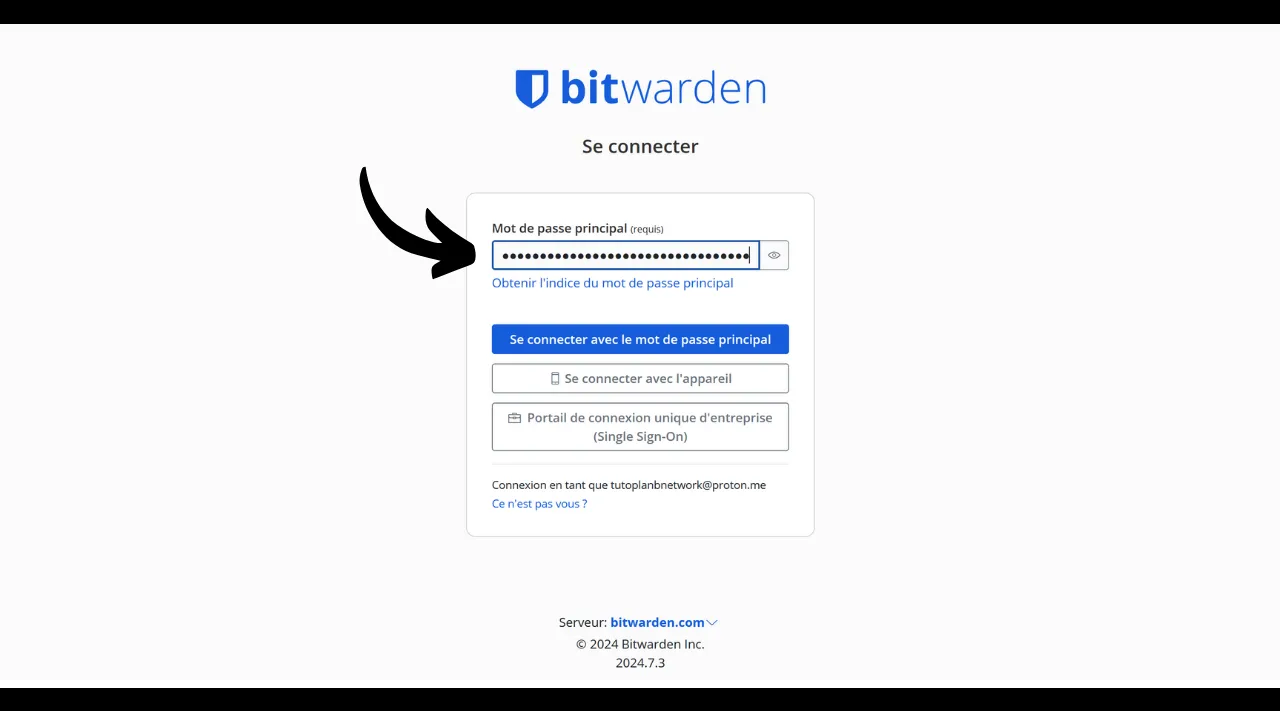 bitwarden
Se connecter
Mot de passe principal (requis)
•••••••••••••••••••••••••••••••••
Obtenir l'indice du mot de passe principal
Se connecter avec le mot de passe principal
Se connecter avec l'appareil
Portail de connexion unique d'entreprise
(Single Sign-On)
Connexion en tant que tutoplanbnetwork@proton.me
Ce n'est pas vous ?
Serveur: bitwarden.com
© 2024 Bitwarden Inc.
2024.7.3